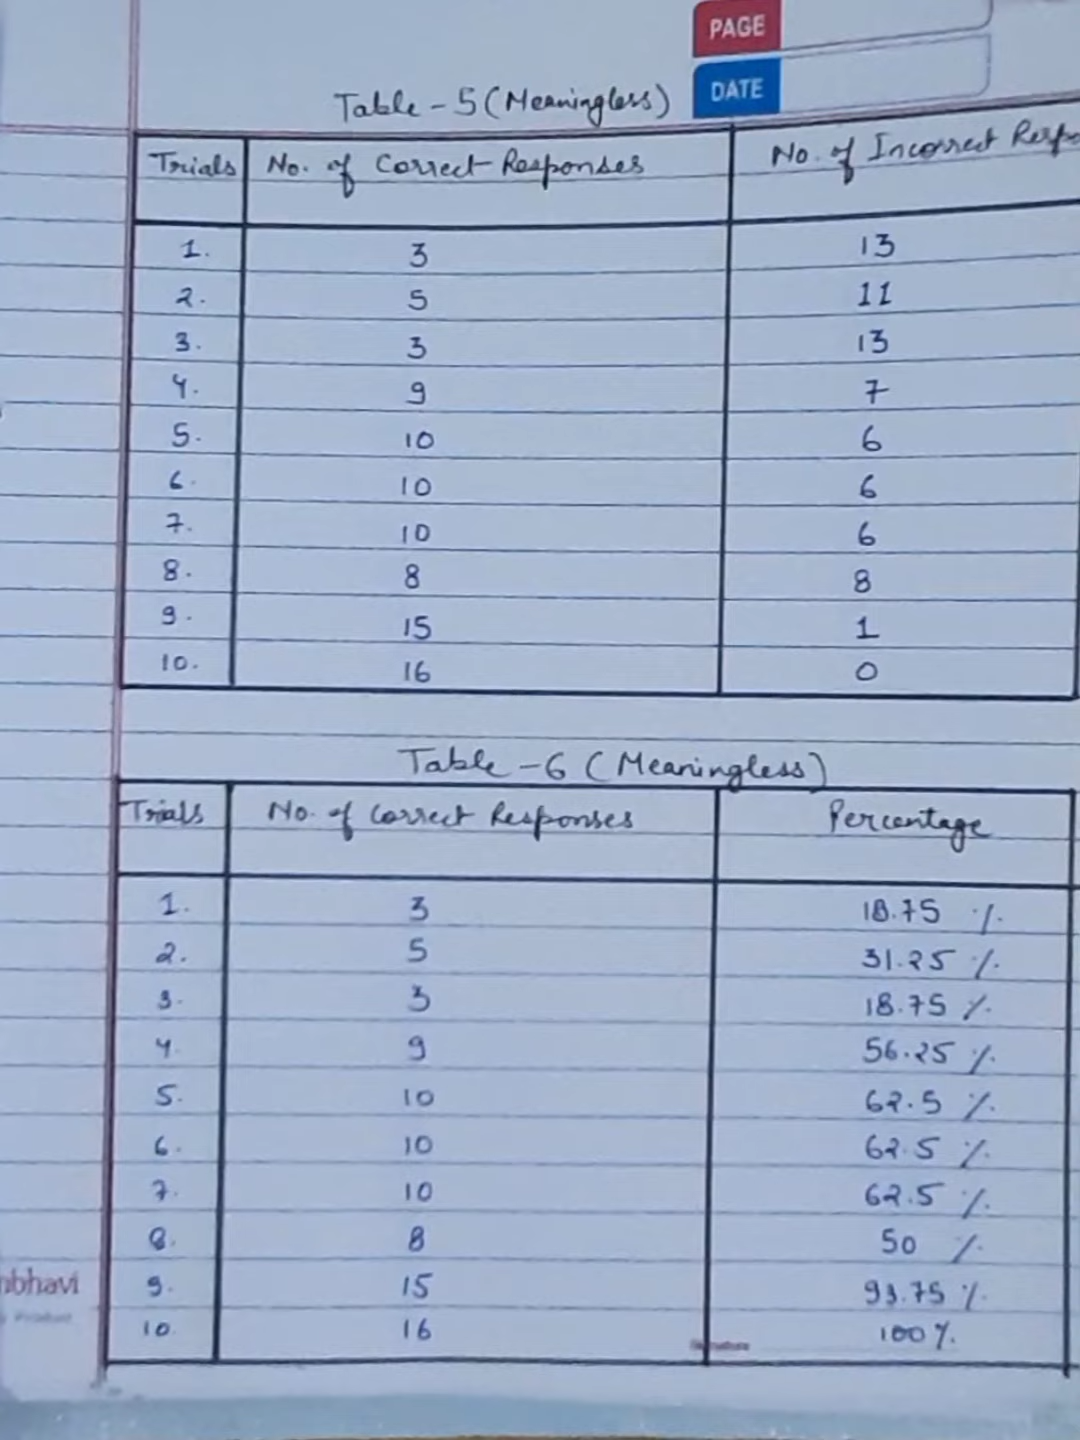 PAGE
DATE
Table - 5 (Meaningless)
Trials No. of Correct Responses No. of Incorrect
1. 3 13
2. 5 11
3. 3 13
4. 9 7
5. 10 6
6. 10 6
7. 10 6
8. 8 8
9. 15 1
10. 16 0
Table - 6 (Meaningless)
Trials No. of Correct Responses Percentage
1. 3 18.75 %
2. 5 31.25 %
3. 3 18.75 %
4. 9 56.25 %
5. 10 62.5 %
6. 10 62.5 %
7. 10 62.5 %
8. 8 50 %
9. 15 93.75 %
10. 16 100 %